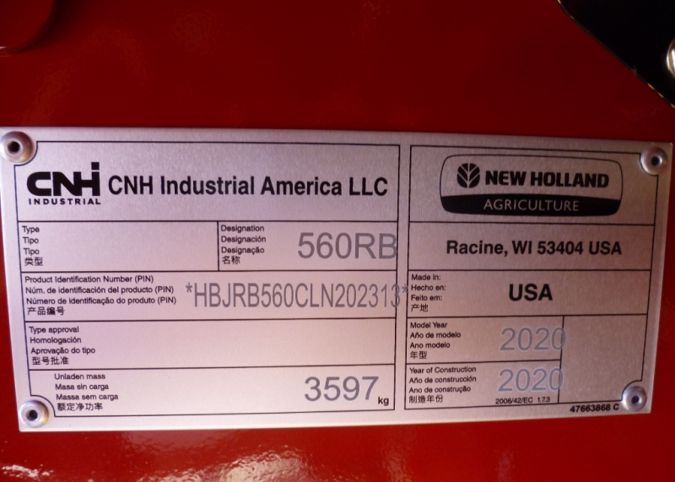 CNH
INDUSTRIAL
CNH Industrial America LLC
NEW HOLLAND
AGRICULTURE
Type
Tipo
Tipo
类型
Designation
Designación
Designação
名称
560RB
Racine, WI 53404 USA
Product Identification Number (PIN)
Núm. de identificación del producto (PIN)
Número de identificação do produto (PIN)
产品编号
*HBJRB560CLN202313*
Made in:
Hecho en:
Feito em:
产地
USA
Type approval
Homologación
Aprovação do tipo
型号批准
Model Year
Año de modelo
Ano modelo
年型
2020
Unladen mass
Masa sin carga
Massa sem carga
额定净功率
3597 kg
Year of Construction
Año de construcción
Ano de construção
制造年份
2020
2006/42/EC 1.7.3
47663868 C